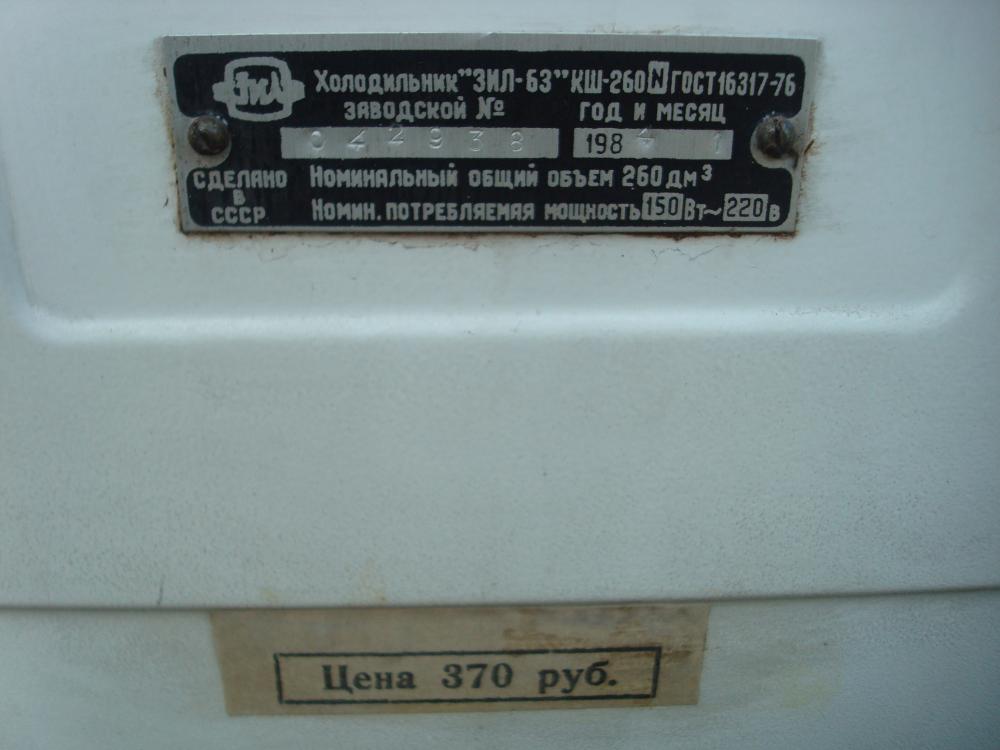 ЗИЛ
Холодильник "ЗИЛ-63" КШ-260 N ГОСТ 16317-76
ЗАВОДСКОЙ № ГОД И МЕСЯЦ
042938 1984 1
СДЕЛАНО В СССР
НОМИНАЛЬНЫЙ ОБЩИЙ ОБЪЕМ 260 ДМ³
НОМИН. ПОТРЕБЛЯЕМАЯ МОЩНОСТЬ 150 Вт~220 В
Цена 370 руб.